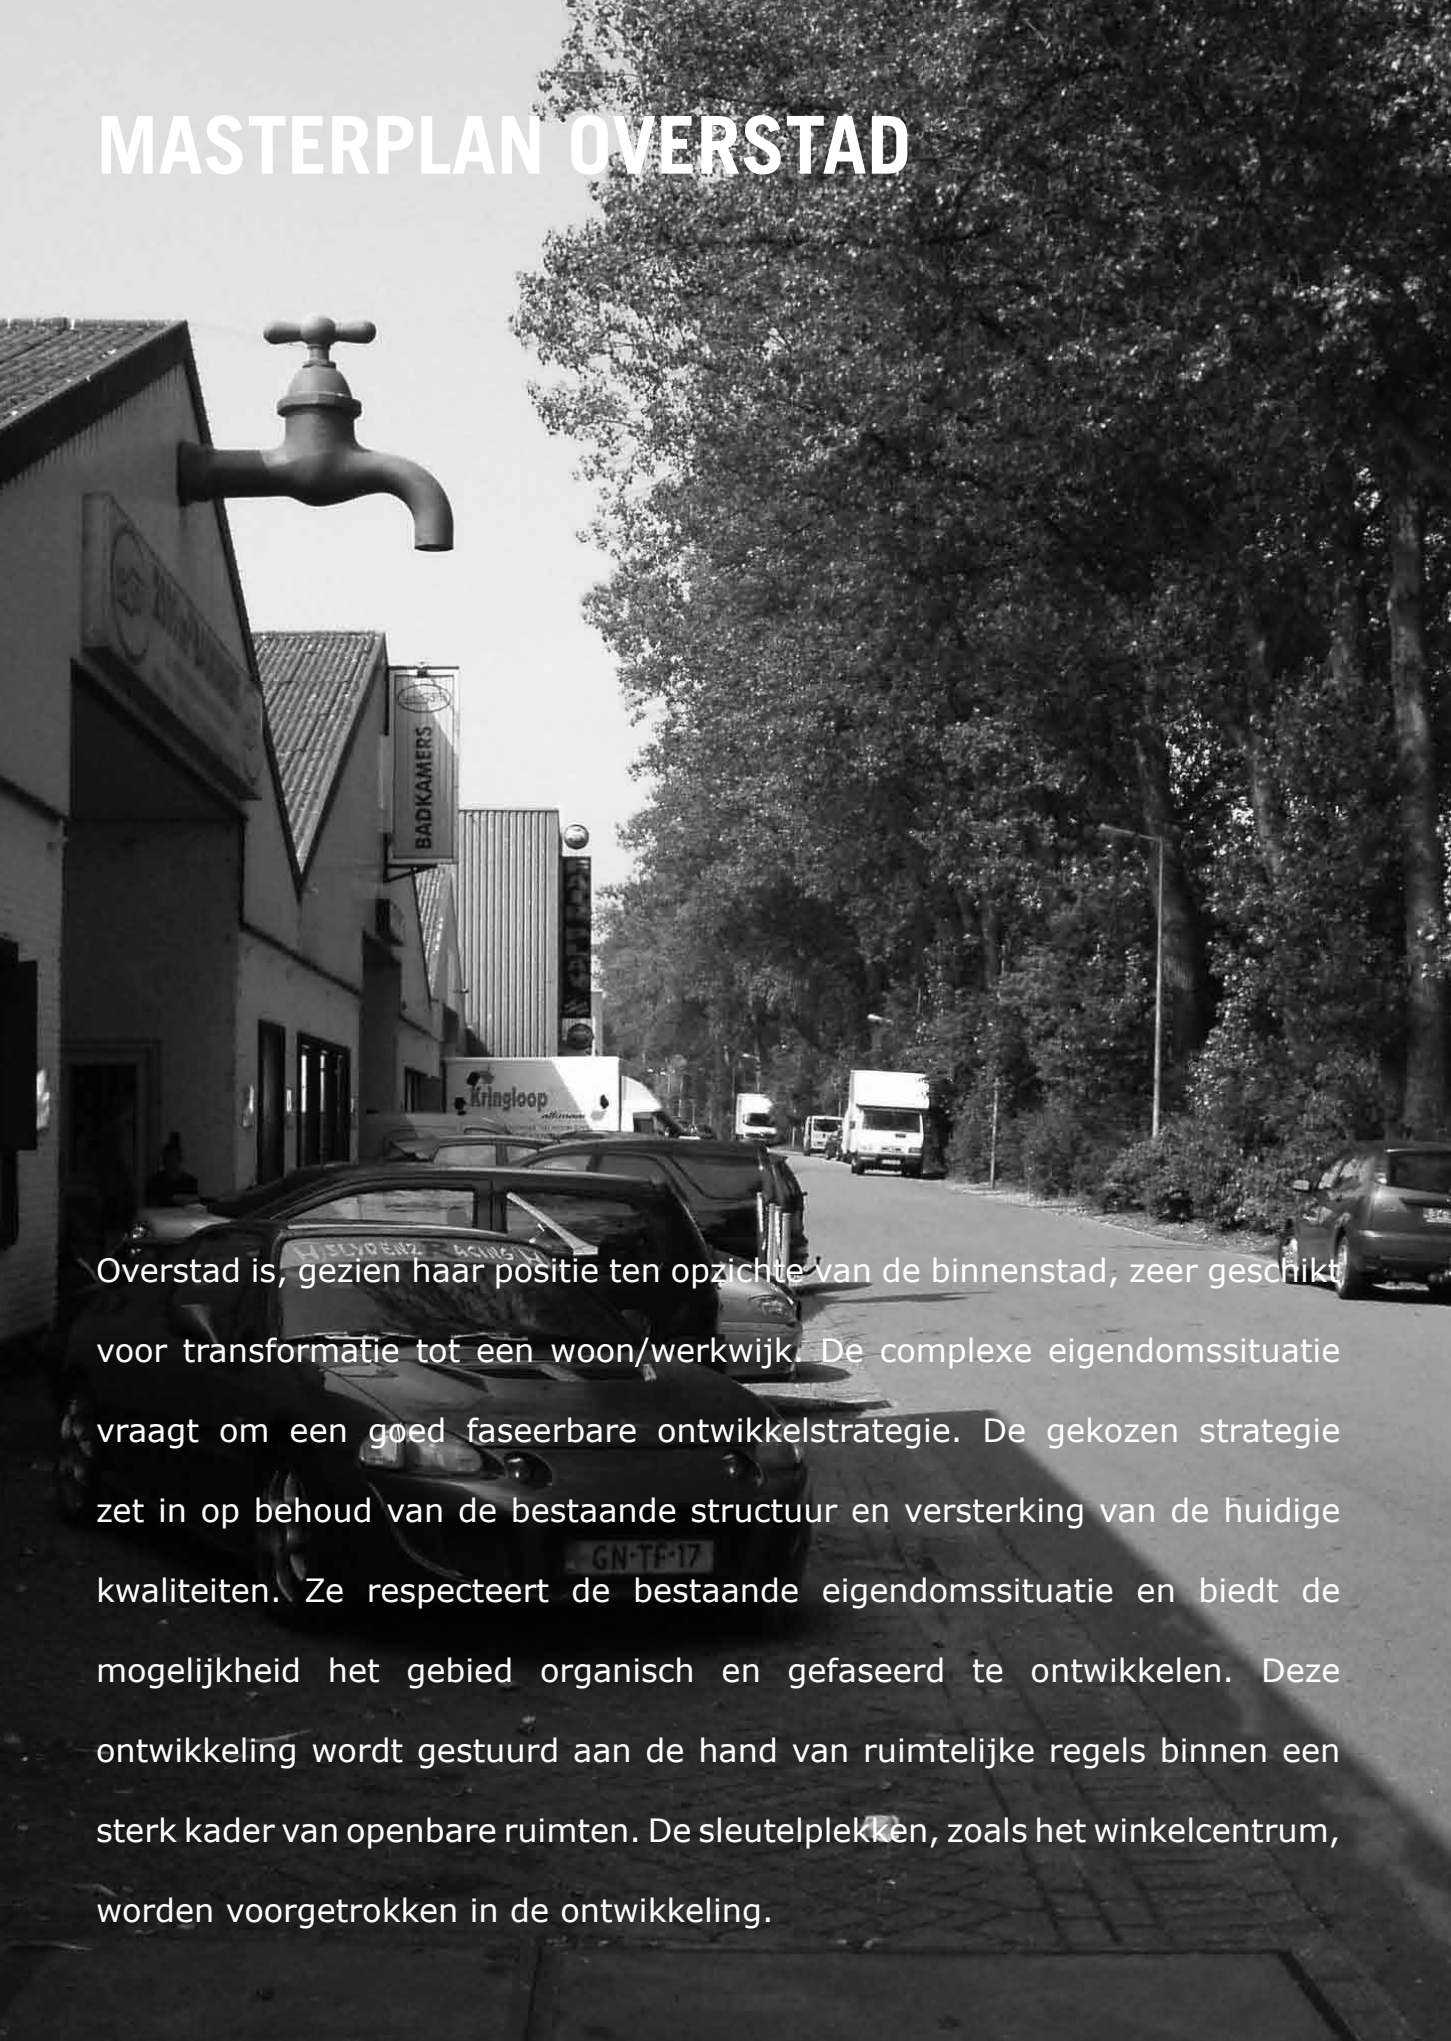 MASTERPLAN OVERSTAD
BADKAMERS
Kringloop
alkmaar
Overstad is, gezien haar positie ten opzichte van de binnenstad, zeer geschikt
voor transformatie tot een woon/werkwijk. De complexe eigendomssituatie
vraagt om een goed faseerbare ontwikkelstrategie. De gekozen strategie
zet in op behoud van de bestaande structuur en versterking van de huidige
kwaliteiten. Ze respecteert de bestaande eigendomssituatie en biedt de
mogelijkheid het gebied organisch en gefaseerd te ontwikkelen. Deze
ontwikkeling wordt gestuurd aan de hand van ruimtelijke regels binnen een
sterk kader van openbare ruimten. De sleutelplekken, zoals het winkelcentrum,
worden voorgetrokken in de ontwikkeling.
GN-TF-17